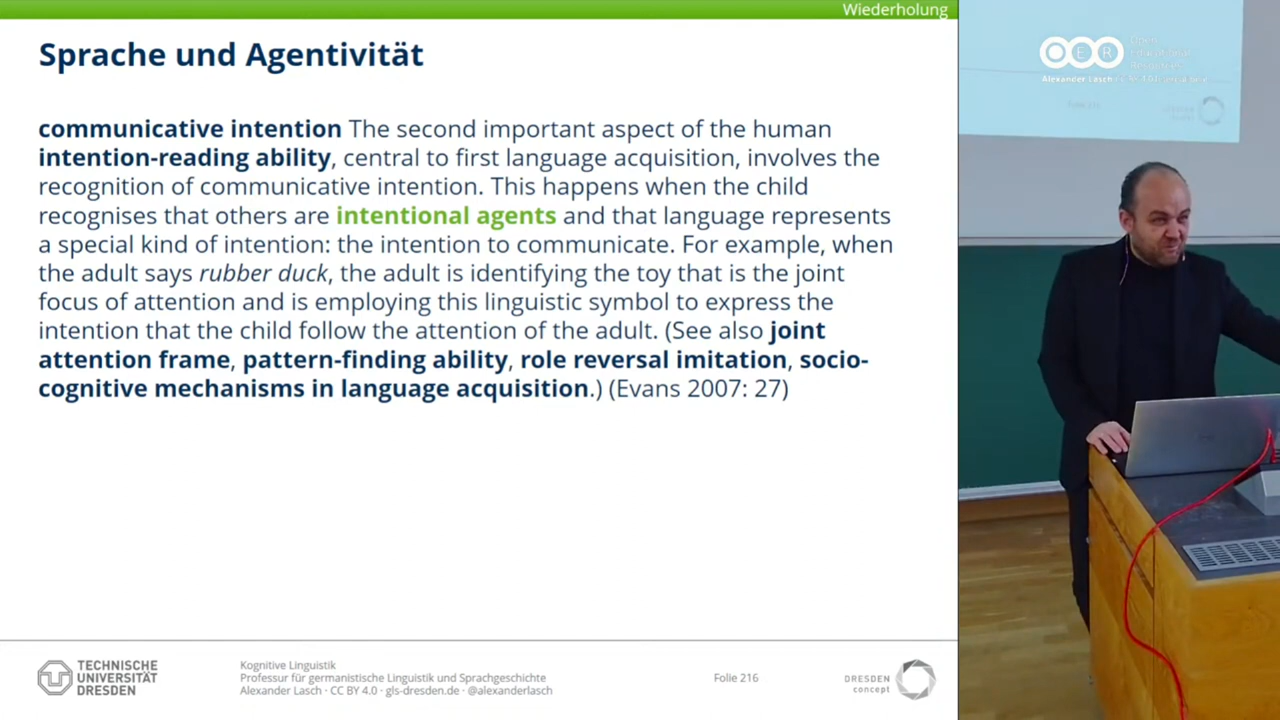 Wiederholung
Sprache und Agentivität
communicative intention The second important aspect of the human
intention-reading ability, central to first language acquisition, involves the
recognition of communicative intention. This happens when the child
recognises that others are intentional agents and that language represents
a special kind of intention: the intention to communicate. For example, when
the adult says rubber duck, the adult is identifying the toy that is the joint
focus of attention and is employing this linguistic symbol to express the
intention that the child follow the attention of the adult. (See also joint
attention frame, pattern-finding ability, role reversal imitation, socio-
cognitive mechanisms in language acquisition.) (Evans 2007: 27)
TECHNISCHE
UNIVERSITÄT
DRESDEN
Kognitive Linguistik
Professur für germanistische Linguistik und Sprachgeschichte
Alexander Lasch · CC BY 4.0 · gls-dresden.de · @alexanderlasch
Folie 216
DRESDEN
concept
OER
Open
Educational
Resources
Alexander Lasch